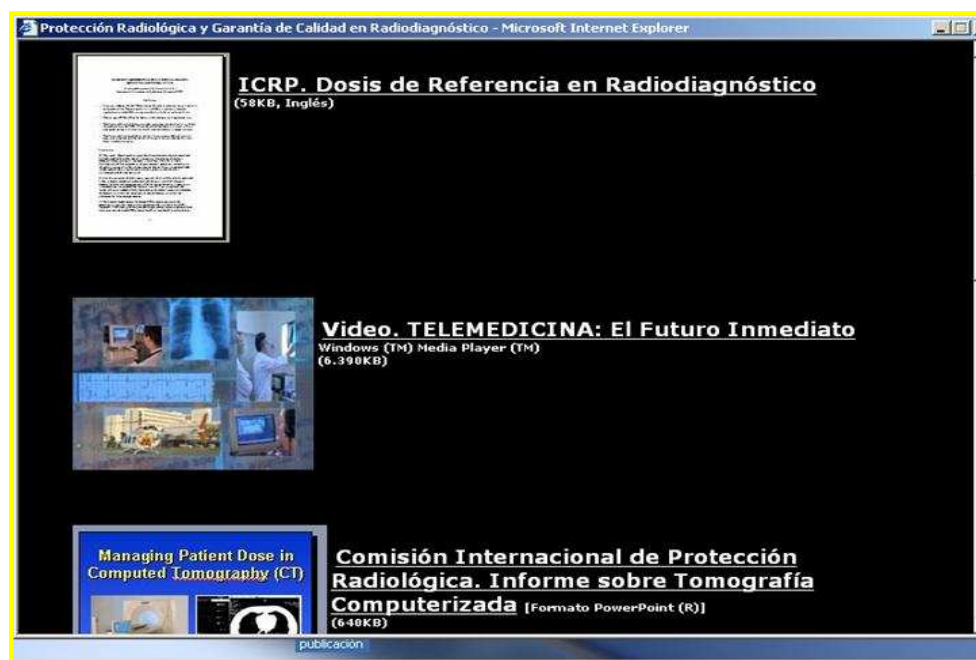 Protección Radiológica y Garantía de Calidad en Radiodiagnóstico - Microsoft Internet Explorer
ICRP. Dosis de Referencia en Radiodiagnóstico
(58KB, Inglés)
Video. TELEMEDICINA: El Futuro Inmediato
Windows (TM) Media Player (TM)
(6.390KB)
Managing Patient Dose in
Computed Tomography (CT)
Comisión Internacional de Protección
Radiológica. Informe sobre Tomografía
Computerizada [Formato PowerPoint (R)]
(640KB)
publicación